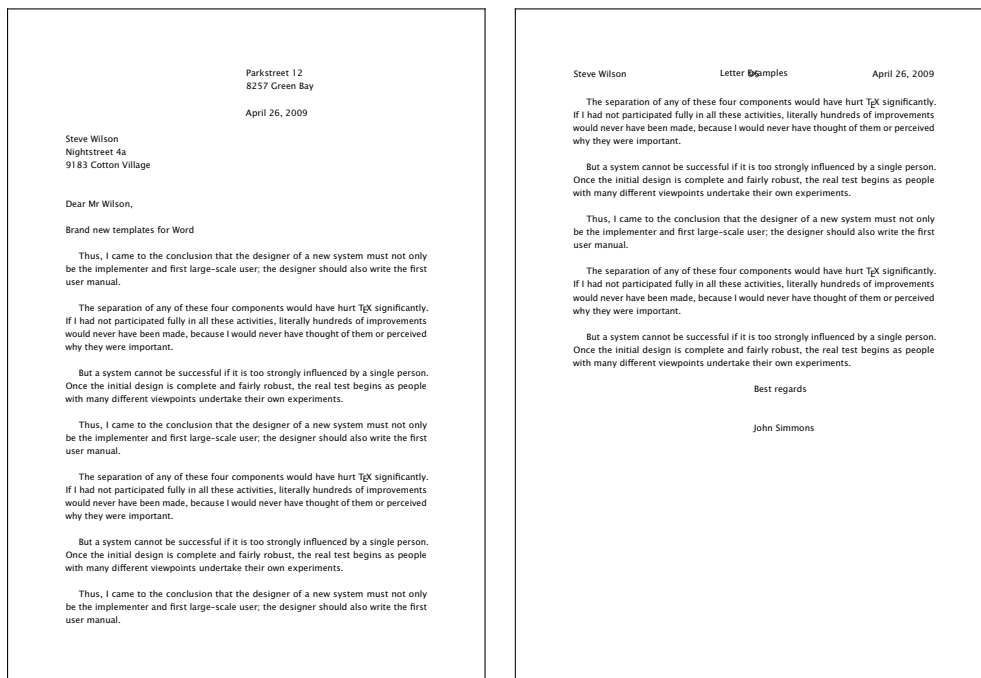 Parkstreet 12
8257 Green Bay
April 26, 2009
Steve Wilson
Nightstreet 4a
9183 Cotton Village
Dear Mr Wilson,
Brand new templates for Word
Thus, I came to the conclusion that the designer of a new system must not only
be the implementer and first large-scale user; the designer should also write the first
user manual.
The separation of any of these four components would have hurt TEX significantly.
If I had not participated fully in all these activities, literally hundreds of improvements
would never have been made, because I would never have thought of them or perceived
why they were important.
But a system cannot be successful if it is too strongly influenced by a single person.
Once the initial design is complete and fairly robust, the real test begins as people
with many different viewpoints undertake their own experiments.
Thus, I came to the conclusion that the designer of a new system must not only
be the implementer and first large-scale user; the designer should also write the first
user manual.
The separation of any of these four components would have hurt TEX significantly.
If I had not participated fully in all these activities, literally hundreds of improvements
would never have been made, because I would never have thought of them or perceived
why they were important.
But a system cannot be successful if it is too strongly influenced by a single person.
Once the initial design is complete and fairly robust, the real test begins as people
with many different viewpoints undertake their own experiments.
Thus, I came to the conclusion that the designer of a new system must not only
be the implementer and first large-scale user; the designer should also write the first
user manual.
Steve Wilson Letter Examples April 26, 2009
The separation of any of these four components would have hurt TEX significantly.
If I had not participated fully in all these activities, literally hundreds of improvements
would never have been made, because I would never have thought of them or perceived
why they were important.
But a system cannot be successful if it is too strongly influenced by a single person.
Once the initial design is complete and fairly robust, the real test begins as people
with many different viewpoints undertake their own experiments.
Thus, I came to the conclusion that the designer of a new system must not only
be the implementer and first large-scale user; the designer should also write the first
user manual.
The separation of any of these four components would have hurt TEX significantly.
If I had not participated fully in all these activities, literally hundreds of improvements
would never have been made, because I would never have thought of them or perceived
why they were important.
But a system cannot be successful if it is too strongly influenced by a single person.
Once the initial design is complete and fairly robust, the real test begins as people
with many different viewpoints undertake their own experiments.
Best regards
John Simmons